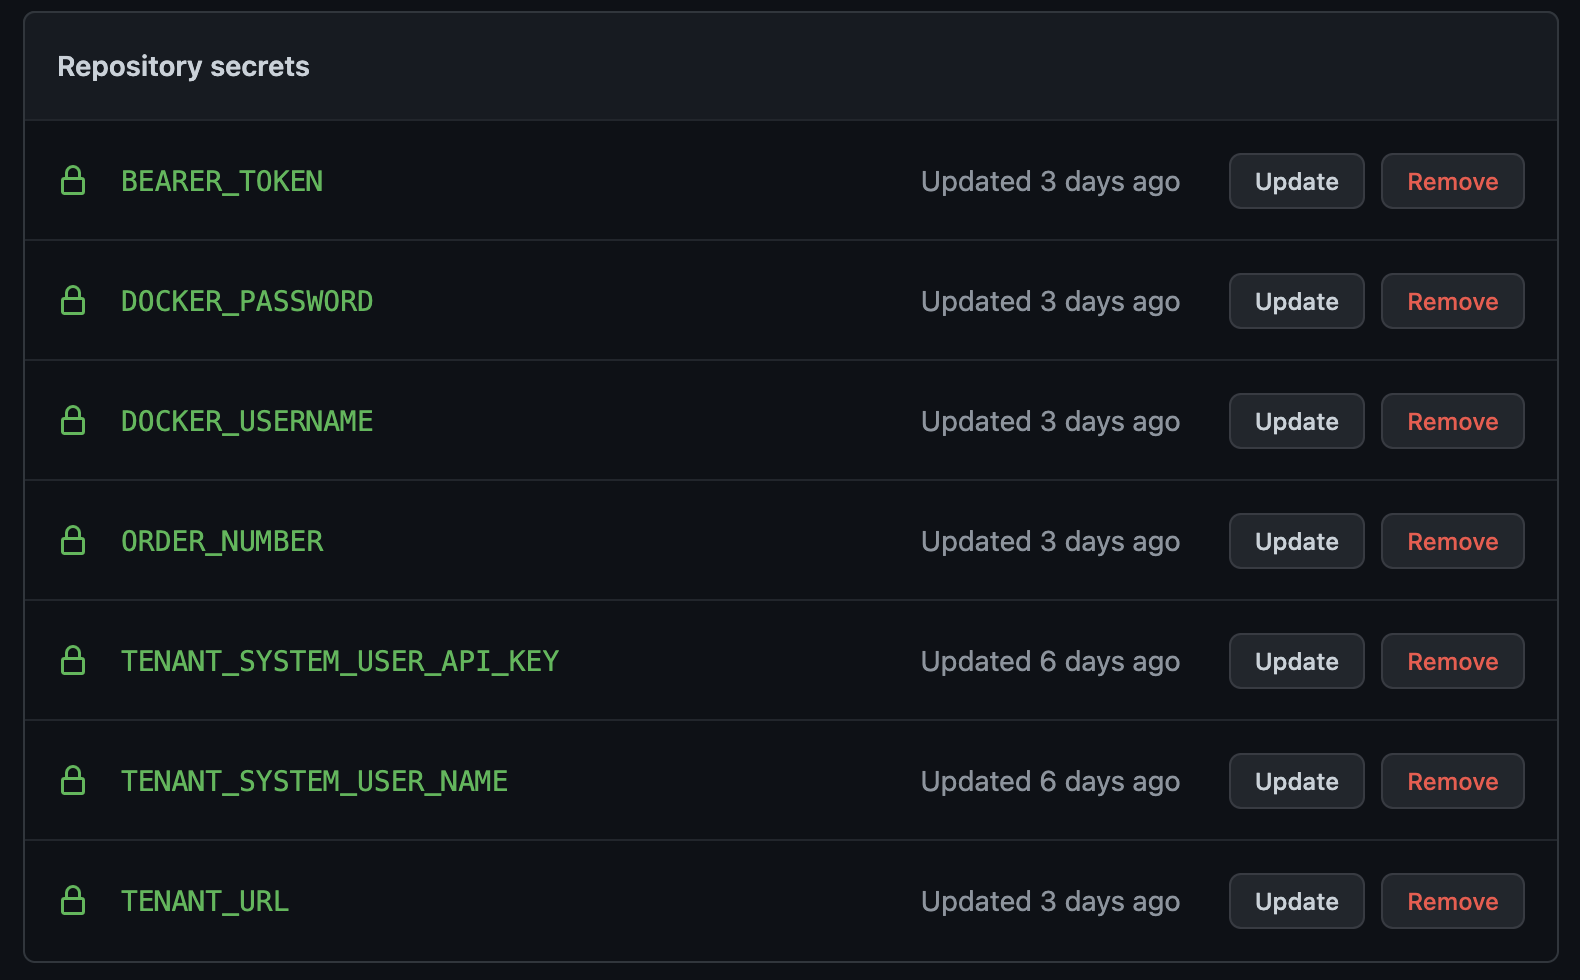 Repository secrets
BEARER_TOKEN Updated 3 days ago Update Remove
DOCKER_PASSWORD Updated 3 days ago Update Remove
DOCKER_USERNAME Updated 3 days ago Update Remove
ORDER_NUMBER Updated 3 days ago Update Remove
TENANT_SYSTEM_USER_API_KEY Updated 6 days ago Update Remove
TENANT_SYSTEM_USER_NAME Updated 6 days ago Update Remove
TENANT_URL Updated 3 days ago Update Remove